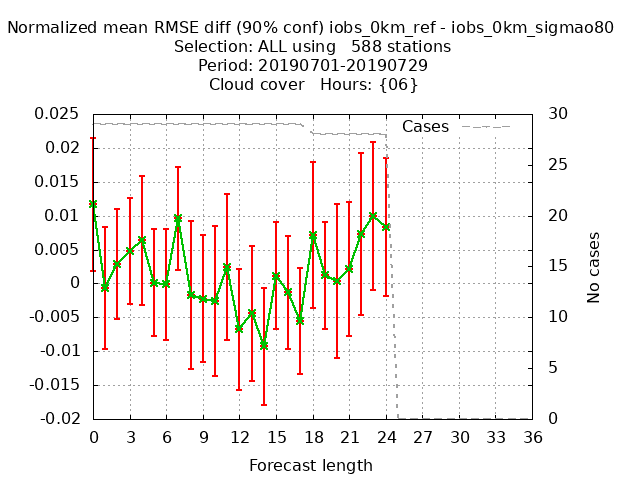 Normalized mean RMSE diff (90% conf) iobs_0km_ref - iobs_0km_sigmao80
Selection: ALL using   588 stations
Period: 20190701-20190729
Cloud cover   Hours: {06}
Cases
0.025
0.02
0.015
0.01
0.005
0
-0.005
-0.01
-0.015
-0.02
30
25
20
15
10
5
0
No cases
0 3 6 9 12 15 18 21 24 27 30 33 36
Forecast length